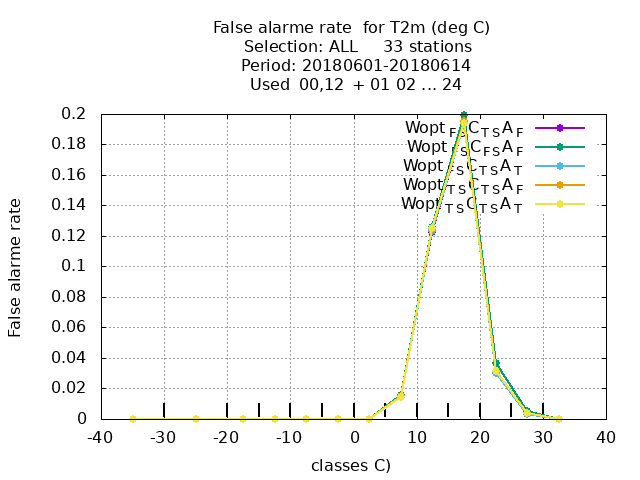 False alarme rate  for T2m (deg C)
Selection: ALL     33 stations
Period: 20180601-20180614
Used  00,12  + 01 02 ... 24
0.2
0.18
0.16
0.14
0.12
0.1
0.08
0.06
0.04
0.02
0
False alarme rate
Wopt FSCTSAF
Wopt TSCFSAF
Wopt FSCTSAT
Wopt TSCTSAF
Wopt TSCTSAT
-40 -30 -20 -10 0 10 20 30 40
classes C)